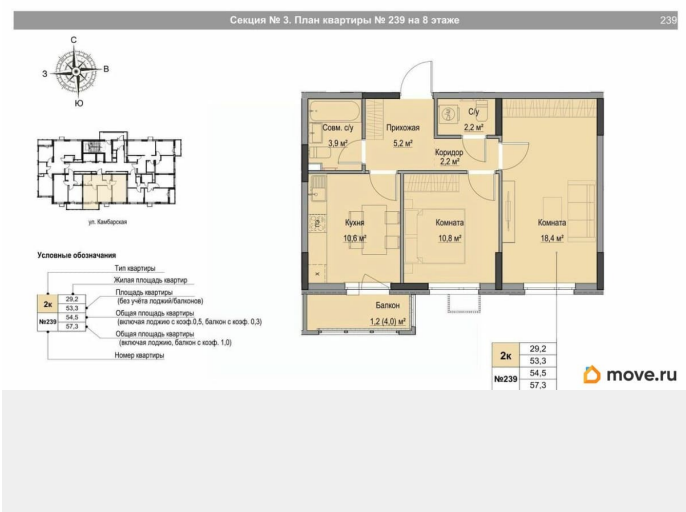 Секция № 3. План квартиры № 239 на 8 этаже
239
С
З
В
Ю
ул. Камбарская
Совм. с/у
3,9 м²
Прихожая
5,2 м²
С/у
2,2 м²
Коридор
2,2 м²
Кухня
10,6 м²
Комната
10,8 м²
Комната
18,4 м²
Балкон
1,2 (4,0) м²
Условные обозначения
Тип квартиры
Жилая площадь квартир
Площадь квартиры
(без учёта лоджий/балконов)
Общая площадь квартиры
(включая лоджию с коэф.0,5, балкон с коэф. 0,3)
Общая площадь квартиры
(включая лоджию, балкон с коэф. 1,0)
Номер квартиры
2к
29,2
53,3
№239
54,5
57,3
2к
29,2
53,3
№239
54,5
57,3
move.ru